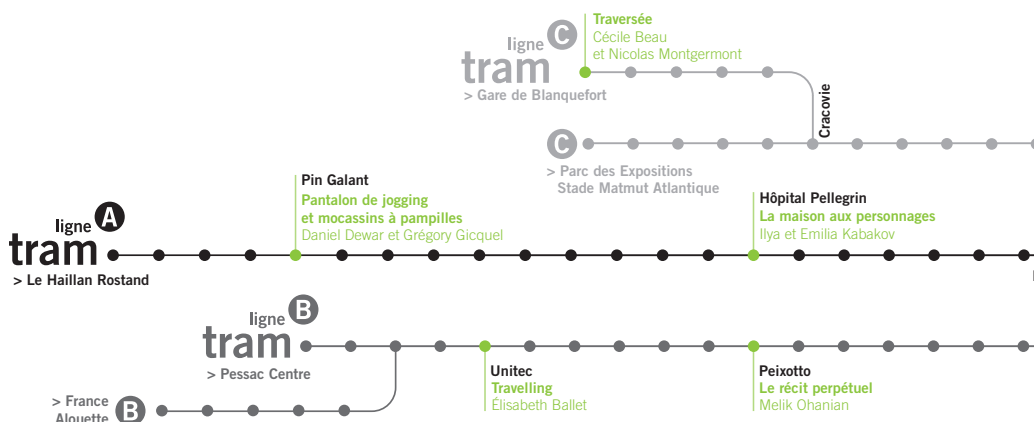 ligne C
tram
> Gare de Blanquefort
Traversée
Cécile Beau
et Nicolas Montgermont
Cracovie
C
> Parc des Expositions
Stade Matmut Atlantique
ligne A
tram
> Le Haillan Rostand
Pin Galant
Pantalon de jogging
et mocassins à pampilles
Daniel Dewar et Grégory Gicquel
Hôpital Pellegrin
La maison aux personnages
Ilya et Emilia Kabakov
ligne B
tram
> Pessac Centre
> France
Alouette
B
Unitec
Travelling
Élisabeth Ballet
Peixotto
Le récit perpétuel
Melik Ohanian